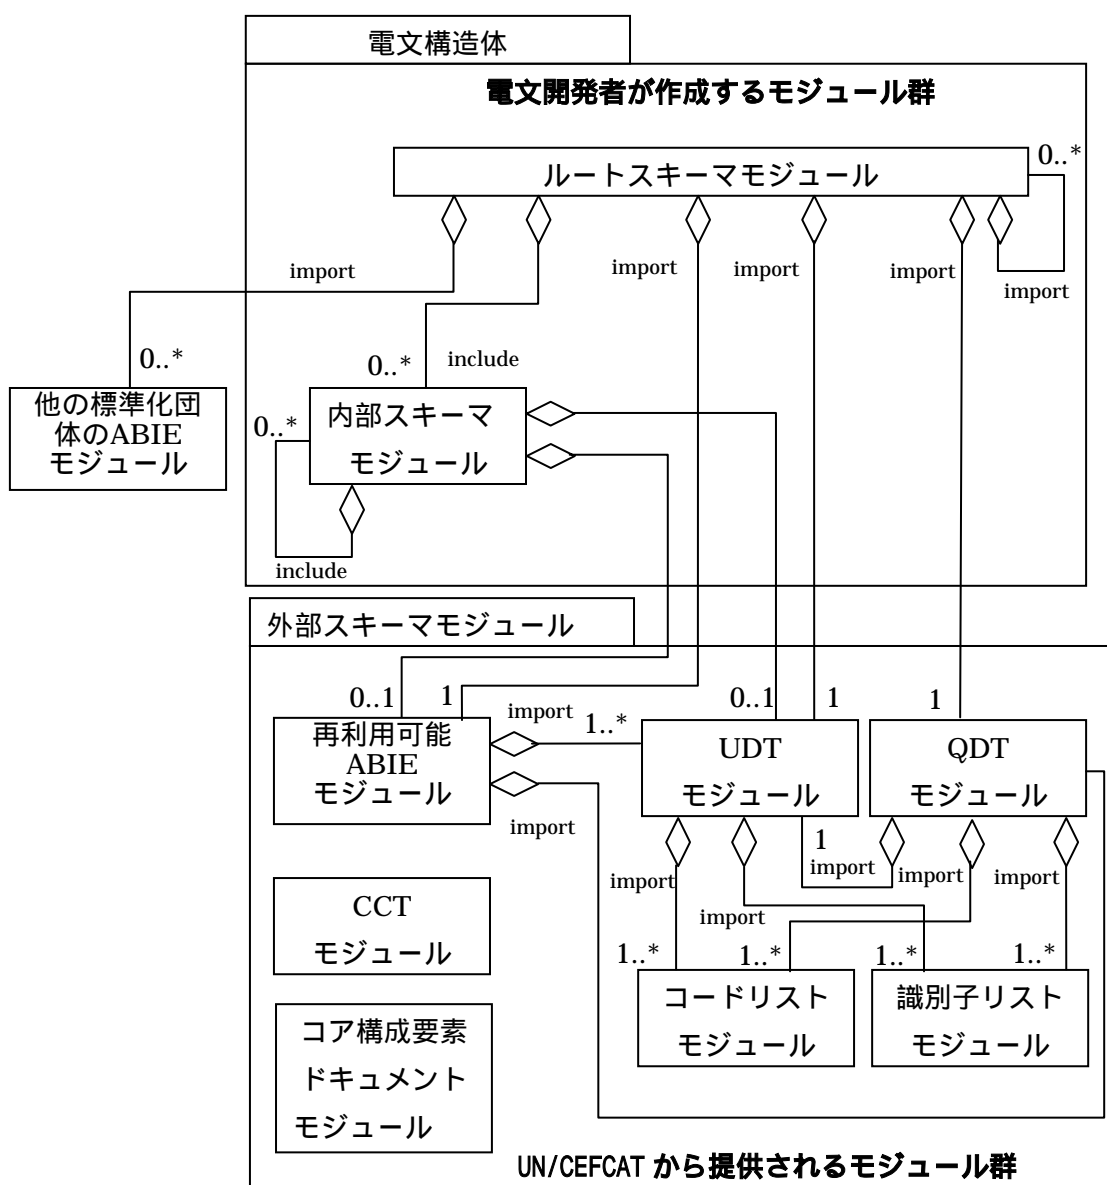 電文構造体
電文開発者が作成するモジュール群
ルートスキーマモジュール
0..*
import
import
import
import
import
0..*
0..*
include
他の標準化団
体のABIE
モジュール
内部スキーマ
モジュール
0..*
include
外部スキーマモジュール
0..1
1
0..1
1
1
import
1..*
再利用可能
ABIE
モジュール
UDT
モジュール
QDT
モジュール
import
1
import
import
import
import
import
CCT
モジュール
1..*
1..*
1..*
1..*
コードリスト
モジュール
識別子リスト
モジュール
コア構成要素
ドキュメント
モジュール
UN/CEFCAT から提供されるモジュール群